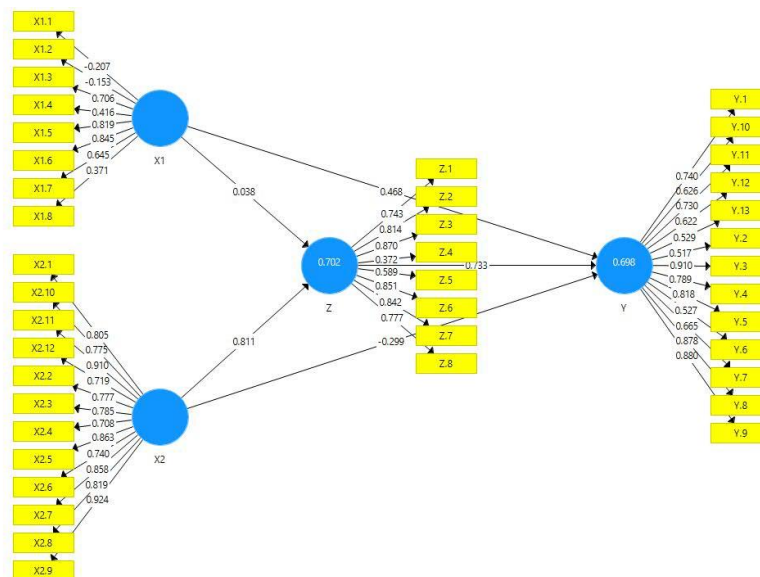 X1.1
X1.2
X1.3
X1.4
X1.5
X1.6
X1.7
X1.8
-0.207
-0.153
0.706
0.416
0.819
0.845
0.645
0.371
X1
0.038
0.468
X2.1
X2.10
X2.11
X2.12
X2.2
X2.3
X2.4
X2.5
X2.6
X2.7
X2.8
X2.9
0.805
0.775
0.910
0.719
0.777
0.785
0.708
0.863
0.740
0.858
0.819
0.924
X2
0.811
-0.299
0.702
Z
0.733
Z.1
Z.2
Z.3
Z.4
Z.5
Z.6
Z.7
Z.8
0.743
0.814
0.870
0.372
0.589
0.851
0.842
0.777
0.698
Y
0.740
0.626
0.730
0.622
0.529
0.517
0.910
0.789
0.818
0.527
0.665
0.878
0.880
Y.1
Y.10
Y.11
Y.12
Y.13
Y.2
Y.3
Y.4
Y.5
Y.6
Y.7
Y.8
Y.9